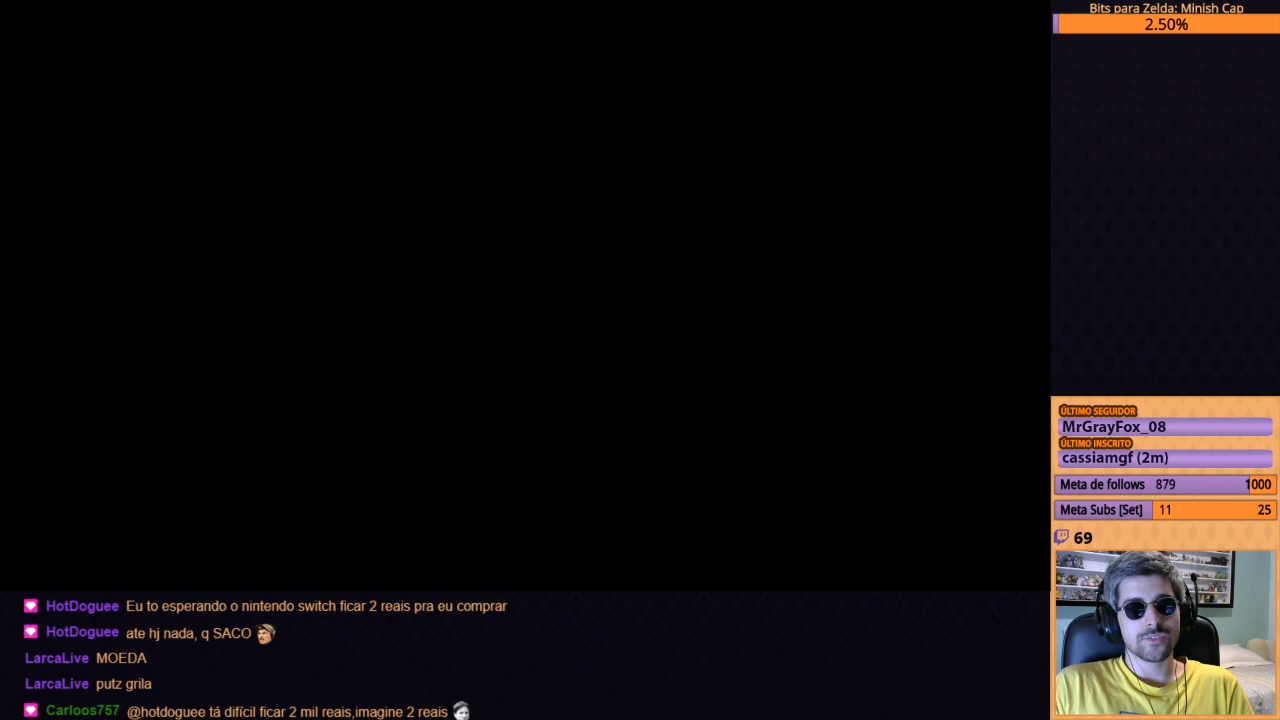 Bits para Zelda: Minish Cap
2.50%
ÚLTIMO SEGUIDOR
MrGrayFox_08
ÚLTIMO INSCRITO
cassiamgf (2m)
Meta de follows 879 1000
Meta Subs [Set] 11 25
69
HotDoguee Eu to esperando o nintendo switch ficar 2 reais pra eu comprar
HotDoguee ate hj nada, q SACO
LarcaLive MOEDA
LarcaLive putz grila
Carloos757 @hotdoguee tá difícil ficar 2 mil reais,imagine 2 reais